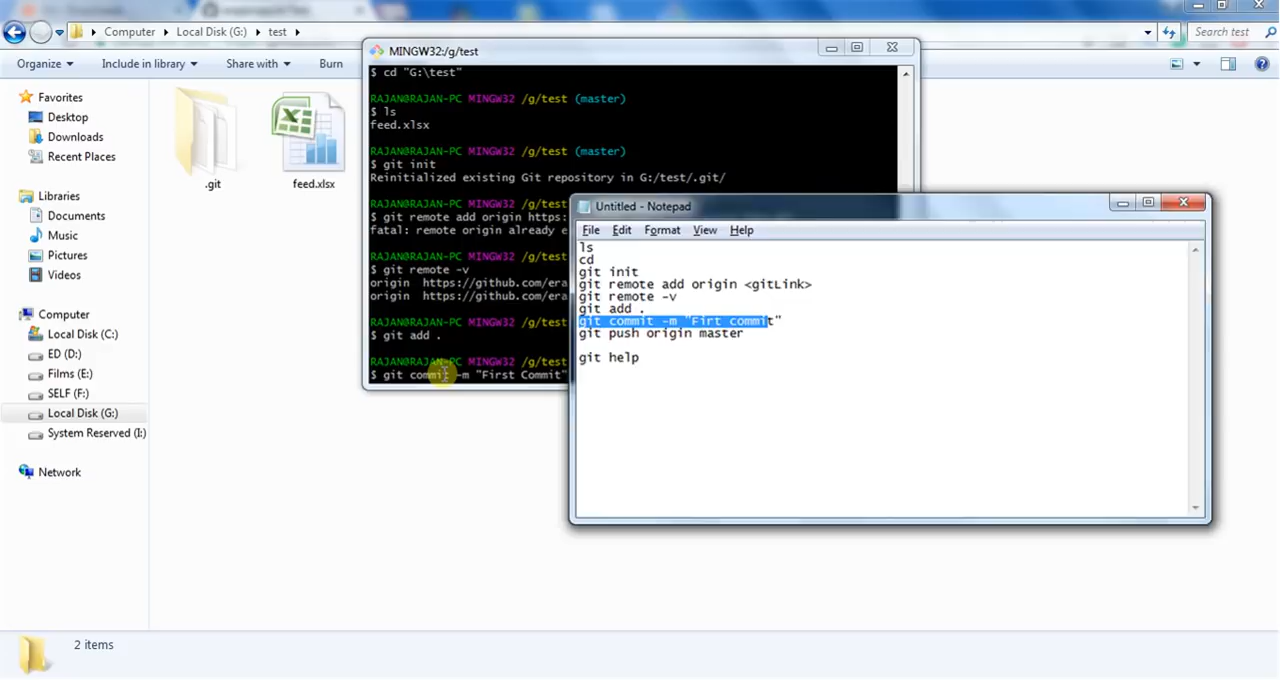 Computer
Local Disk (G:)
test
Search test
Organize
Include in library
Share with
Burn
Favorites
Desktop
Downloads
Recent Places
Libraries
Documents
Music
Pictures
Videos
Computer
Local Disk (C:)
ED (D:)
Films (E:)
SELF (F:)
Local Disk (G:)
System Reserved (I:)
Network
.git
feed.xlsx
2 items
MINGW32:/g/test
$ cd "G:\test"
RAJAN@RAJAN-PC MINGW32 /g/test (master)
$ ls
feed.xlsx
RAJAN@RAJAN-PC MINGW32 /g/test (master)
$ git init
Reinitialized existing Git repository in G:/test/.git/
RAJAN@RAJAN-PC MINGW32 /g/test
$ git remote add origin https:
fatal: remote origin already e
RAJAN@RAJAN-PC MINGW32 /g/test
$ git remote -v
origin https://github.com/era
origin https://github.com/era
RAJAN@RAJAN-PC MINGW32 /g/test
$ git add .
RAJAN@RAJAN-PC MINGW32 /g/test
$ git commit -m "First Commit"
Untitled - Notepad
File Edit Format View Help
ls
cd
git init
git remote add origin <gitLink>
git remote -v
git add .
git commit -m "Firt commit"
git push origin master
git help